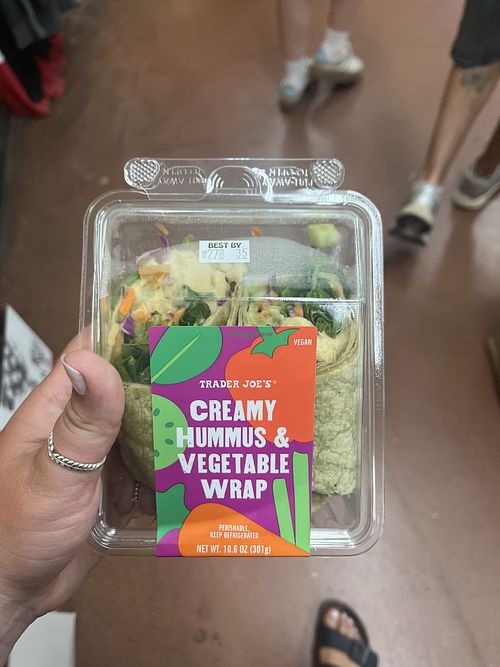 BEST BY
VEGAN
TRADER JOE'S®
CREAMY
HUMMUS &
VEGETABLE
WRAP
PERISHABLE,
KEEP REFRIGERATED
NET WT. 10.6 OZ (301g)